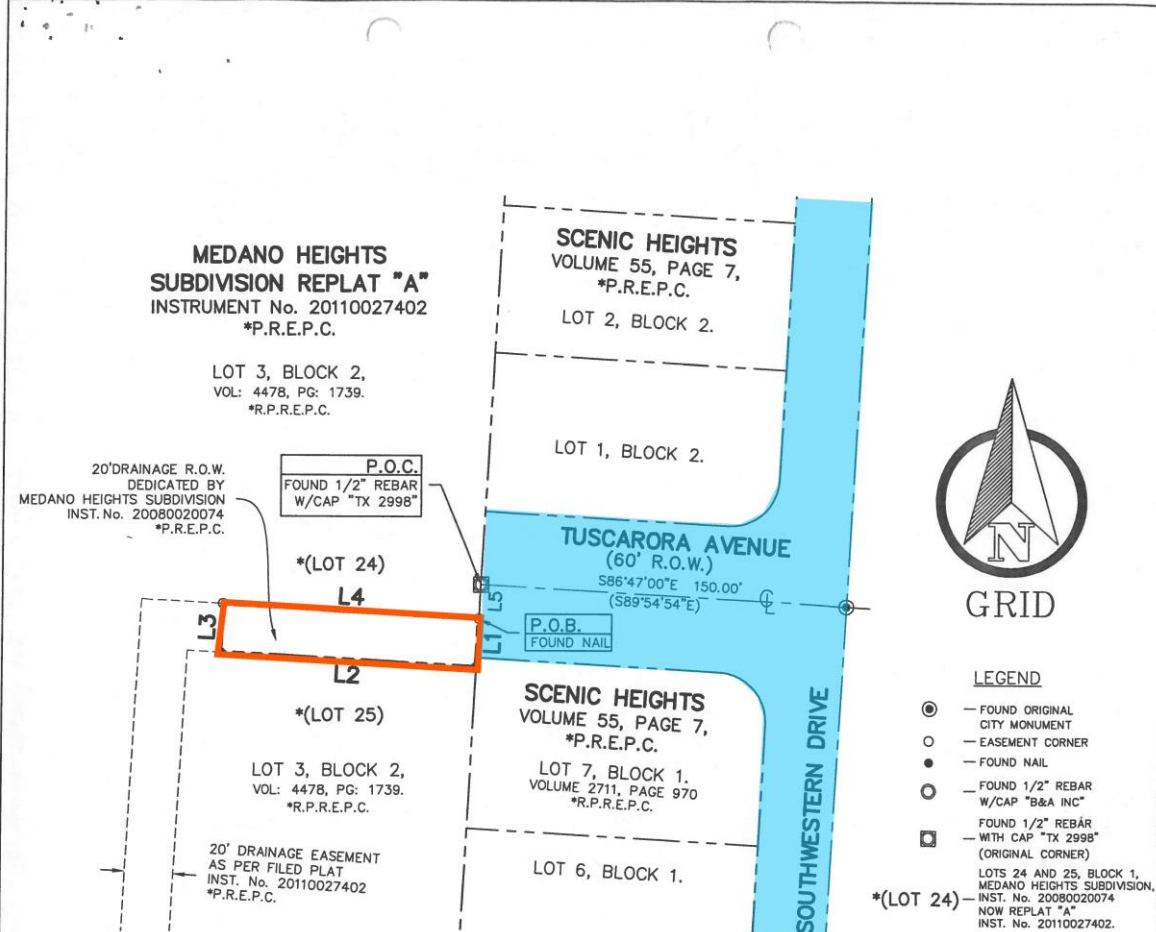 MEDANO HEIGHTS
SUBDIVISION REPLAT "A"
INSTRUMENT No. 20110027402
*P.R.E.P.C.
LOT 3, BLOCK 2,
VOL: 4478, PG: 1739.
*R.P.R.E.P.C.
SCENIC HEIGHTS
VOLUME 55, PAGE 7,
*P.R.E.P.C.
LOT 2, BLOCK 2.
LOT 1, BLOCK 2.
20'DRAINAGE R.O.W.
DEDICATED BY
MEDANO HEIGHTS SUBDIVISION
INST. No. 20080020074
*P.R.E.P.C.
P.O.C.
FOUND 1/2" REBAR
W/CAP "TX 2998"
*(LOT 24)
L4
L3
L2
L5
L1
TUSCARORA AVENUE
(60' R.O.W.)
S86°47'00"E 150.00'
(S89°54'54"E)
P.O.B.
FOUND NAIL
*(LOT 25)
LOT 3, BLOCK 2,
VOL: 4478, PG: 1739.
*R.P.R.E.P.C.
SCENIC HEIGHTS
VOLUME 55, PAGE 7,
*P.R.E.P.C.
LOT 7, BLOCK 1.
VOLUME 2711, PAGE 970
*R.P.R.E.P.C.
LOT 6, BLOCK 1.
20' DRAINAGE EASEMENT
AS PER FILED PLAT
INST. No. 20110027402
*P.R.E.P.C.
SOUTHWESTERN DRIVE
N
GRID
LEGEND
— FOUND ORIGINAL
CITY MONUMENT
— EASEMENT CORNER
— FOUND NAIL
— FOUND 1/2" REBAR
W/CAP "B&A INC"
FOUND 1/2" REBAR
— WITH CAP "TX 2998"
(ORIGINAL CORNER)
LOTS 24 AND 25, BLOCK 1,
MEDANO HEIGHTS SUBDIVISION,
*(LOT 24) — INST. No. 20080020074
NOW REPLAT "A"
INST. No. 20110027402.